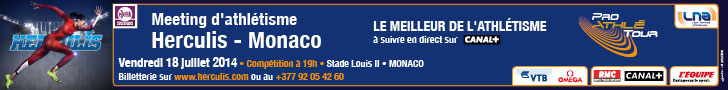 HERCULIS
Meeting d'athlétisme
Herculis - Monaco
Vendredi 18 juillet 2014 • Compétition à 19h • Stade Louis II • MONACO
Billetterie Sur www.herculis.com ou au +377 92 05 42 60
LE MEILLEUR DE L'ATHLÉTISME
à suivre en direct sur CANAL+
PRO
ATHLÉ
TOUR
LNA
VTB
OMEGA
RMC
CANAL+
L'ÉQUIPE